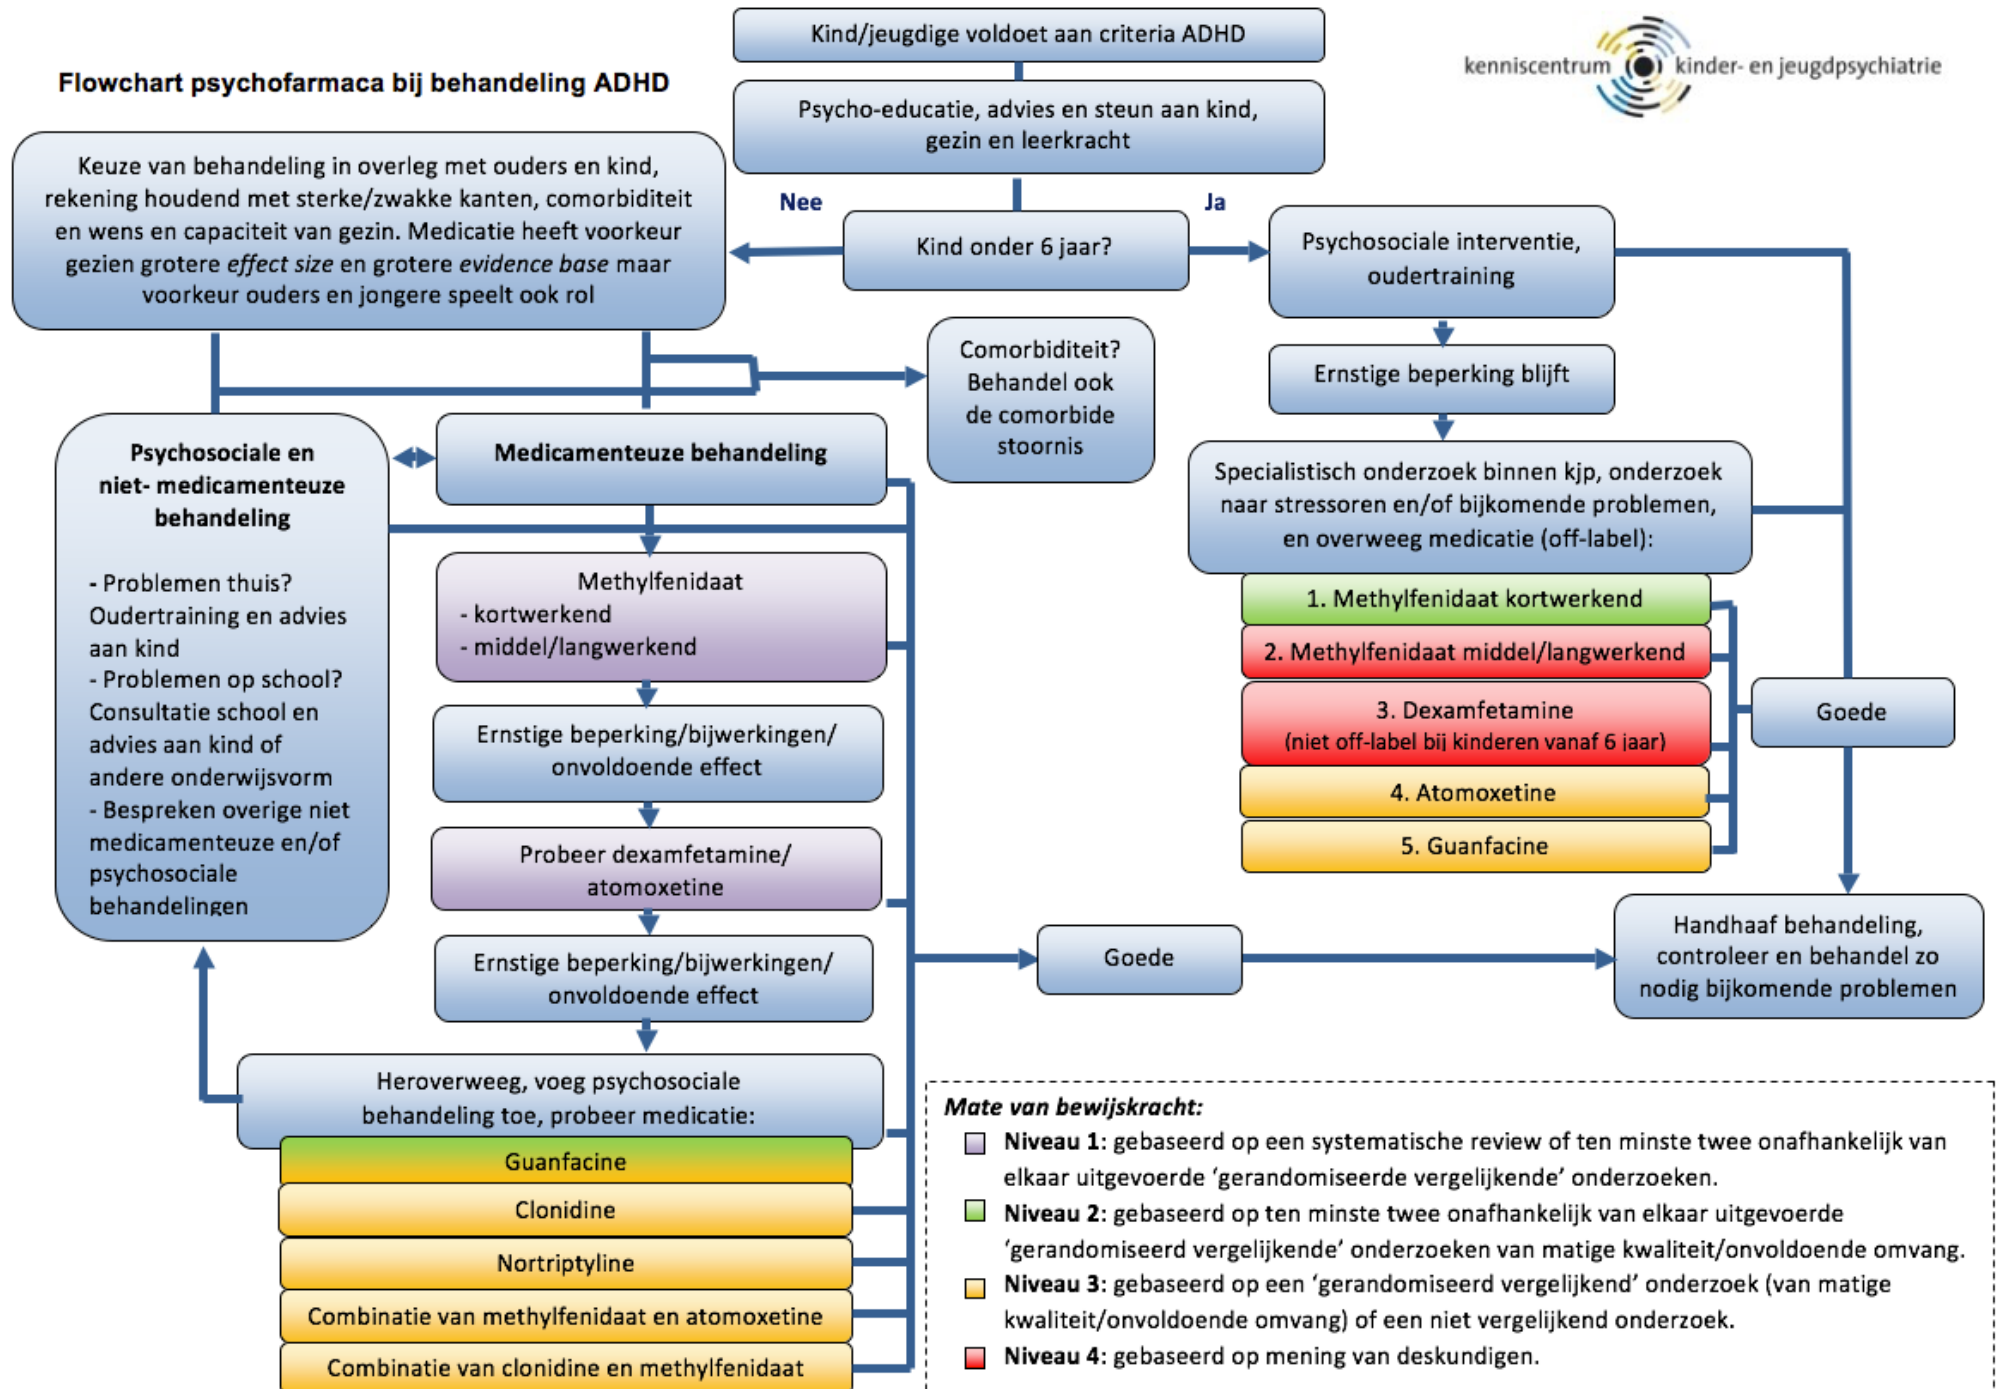 Kind/jeugdige voldoet aan criteria ADHD
kenniscentrum kinder- en jeugdpsychiatrie
Flowchart psychofarmaca bij behandeling ADHD
Psycho-educatie, advies en steun aan kind,
gezin en leerkracht
Keuze van behandeling in overleg met ouders en kind,
rekening houdend met sterke/zwakke kanten, comorbiditeit
en wens en capaciteit van gezin. Medicatie heeft voorkeur
gezien grotere effect size en grotere evidence base maar
voorkeur ouders en jongere speelt ook rol
Nee
Ja
Kind onder 6 jaar?
Psychosociale interventie,
oudertraining
Comorbiditeit?
Behandel ook
de comorbide
stoornis
Ernstige beperking blijft
Psychosociale en
niet- medicamenteuze
behandeling
- Problemen thuis?
Oudertraining en advies
aan kind
- Problemen op school?
Consultatie school en
advies aan kind of
andere onderwijsvorm
- Bespreken overige niet
medicamenteuze en/of
psychosociale
behandelingen
Medicamenteuze behandeling
Specialistisch onderzoek binnen kjp, onderzoek
naar stressoren en/of bijkomende problemen,
en overweeg medicatie (off-label):
Methylfenidaat
- kortwerkend
- middel/langwerkend
1. Methylfenidaat kortwerkend
2. Methylfenidaat middel/langwerkend
3. Dexamfetamine
(niet off-label bij kinderen vanaf 6 jaar)
4. Atomoxetine
5. Guanfacine
Goede
Ernstige beperking/bijwerkingen/
onvoldoende effect
Probeer dexamfetamine/
atomoxetine
Ernstige beperking/bijwerkingen/
onvoldoende effect
Goede
Handhaaf behandeling,
controleer en behandel zo
nodig bijkomende problemen
Heroverweeg, voeg psychosociale
behandeling toe, probeer medicatie:
Guanfacine
Clonidine
Nortriptyline
Combinatie van methylfenidaat en atomoxetine
Combinatie van clonidine en methylfenidaat
Mate van bewijskracht:
Niveau 1: gebaseerd op een systematische review of ten minste twee onafhankelijk van
elkaar uitgevoerde ‘gerandomiseerde vergelijkende’ onderzoeken.
Niveau 2: gebaseerd op ten minste twee onafhankelijk van elkaar uitgevoerde
‘gerandomiseerd vergelijkende’ onderzoeken van matige kwaliteit/onvoldoende omvang.
Niveau 3: gebaseerd op een ‘gerandomiseerd vergelijkend’ onderzoek (van matige
kwaliteit/onvoldoende omvang) of een niet vergelijkend onderzoek.
Niveau 4: gebaseerd op mening van deskundigen.